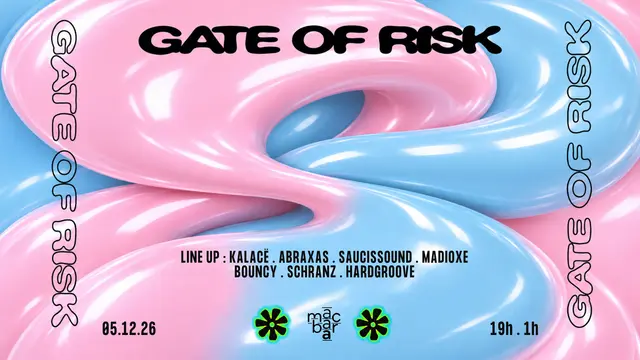 GATE OF RISK
GATE OF RISK
GATE OF RISK
LINE UP : KALACË . ABRAXAS . SAUCISSOUND . MADIOXE
BOUNCY . SCHRANZ . HARDGROOVE
05.12.26
mac
bar
a
19h . 1h